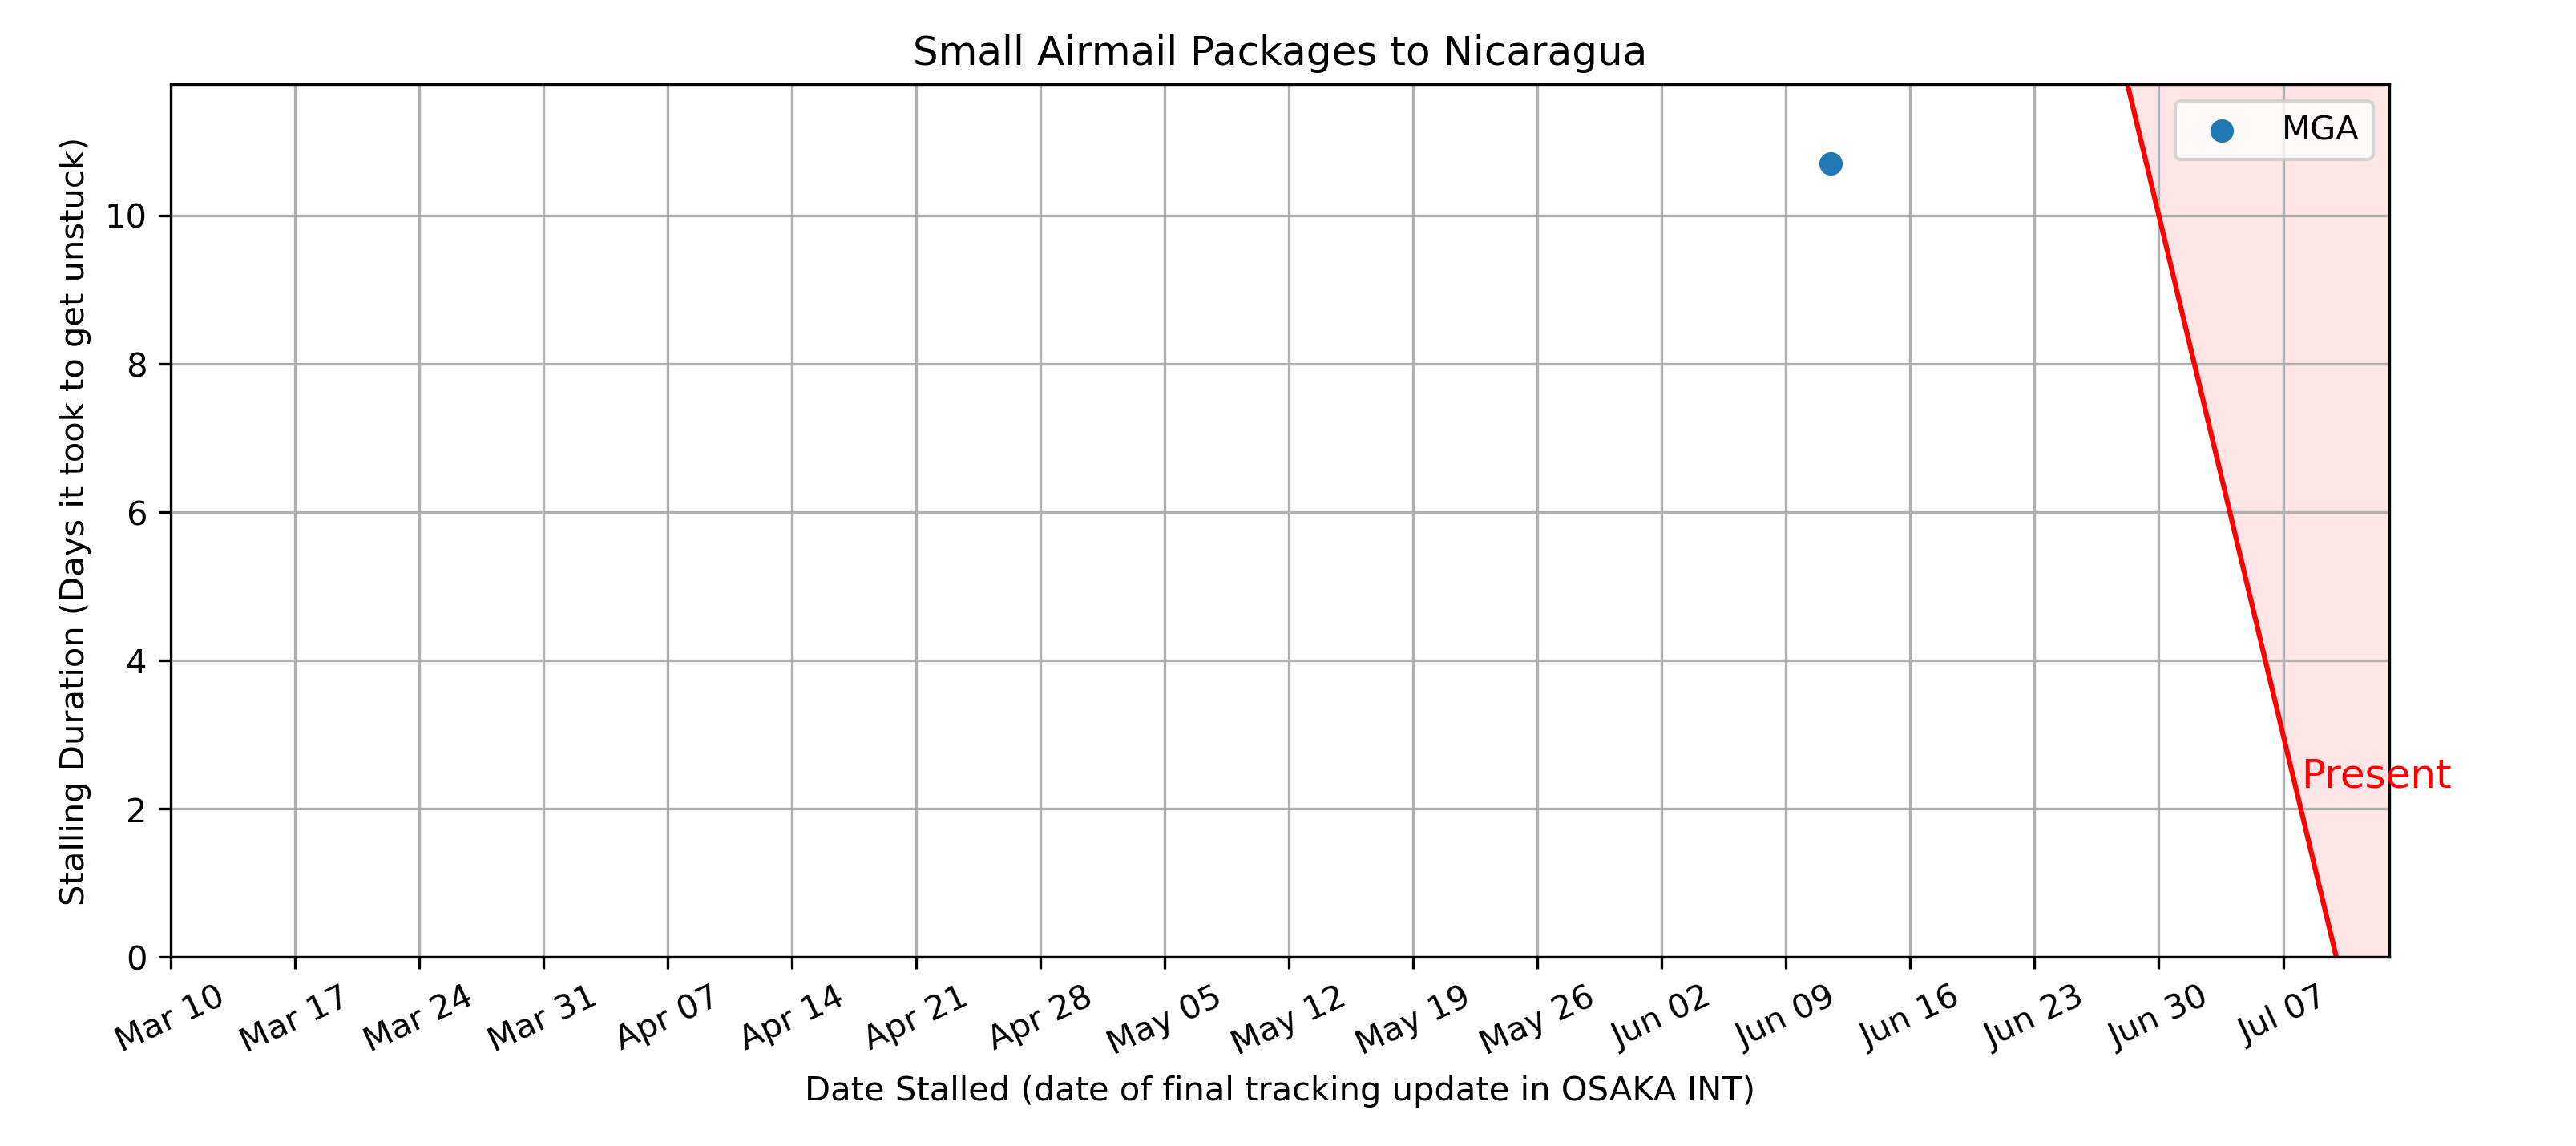 Small Airmail Packages to Nicaragua
MGA
Stalling Duration (Days it took to get unstuck)
10
8
6
4
2
0
Present
Mar 10 Mar 17 Mar 24 Mar 31 Apr 07 Apr 14 Apr 21 Apr 28 May 05 May 12 May 19 May 26 Jun 02 Jun 09 Jun 16 Jun 23 Jun 30 Jul 07
Date Stalled (date of final tracking update in OSAKA INT)